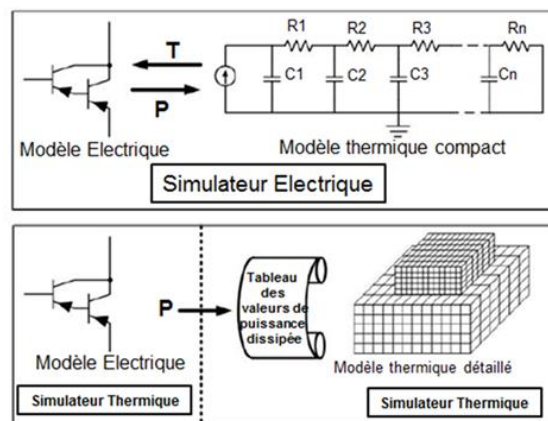 R1 R2 R3 Rn
T
C1 C2 C3 Cn
P
Modèle Electrique
Modèle thermique compact
Simulateur Electrique
P
Tableau
des
valeurs de
puissance
dissipée
Modèle Electrique
Modèle thermique détaillé
Simulateur Thermique
Simulateur Thermique